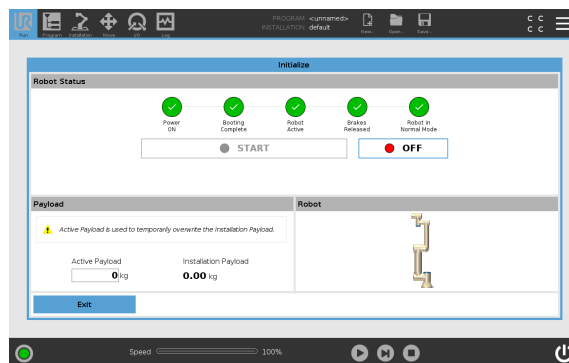 UR
Run
Program
Installation
Move
I/O
Log
PROGRAM <unnamed>
INSTALLATION default
New...
Open...
Save...
C C
C C
Initialize
Robot Status
Power ON
Booting Complete
Robot Active
Brakes Released
Robot in Normal Mode
START
OFF
Payload
Robot
Active Payload is used to temporarily overwrite the Installation Payload.
Active Payload
Installation Payload
0 kg
0.00 kg
Exit
Speed
100%